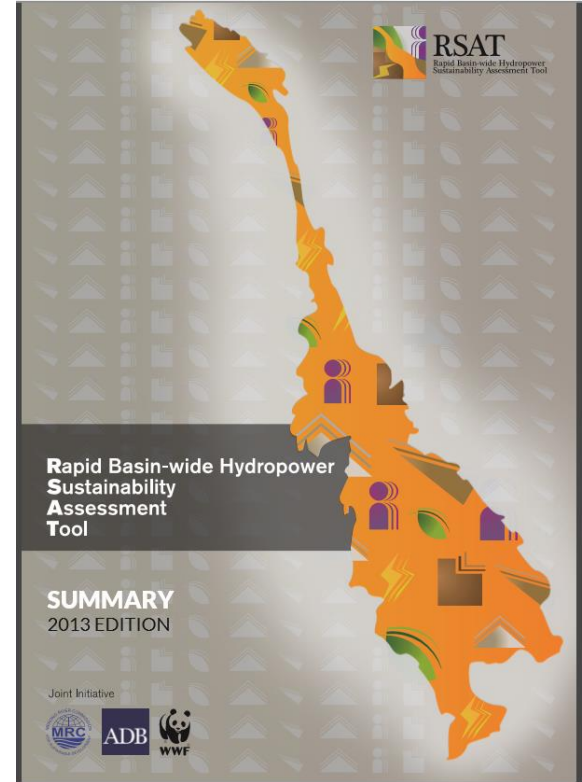 RSAT
Rapid Basin-wide Hydropower
Sustainability Assessment Tool
Rapid Basin-wide Hydropower
Sustainability
Assessment
Tool
SUMMARY
2013 EDITION
Joint Initiative
MRC
ADB
WWF